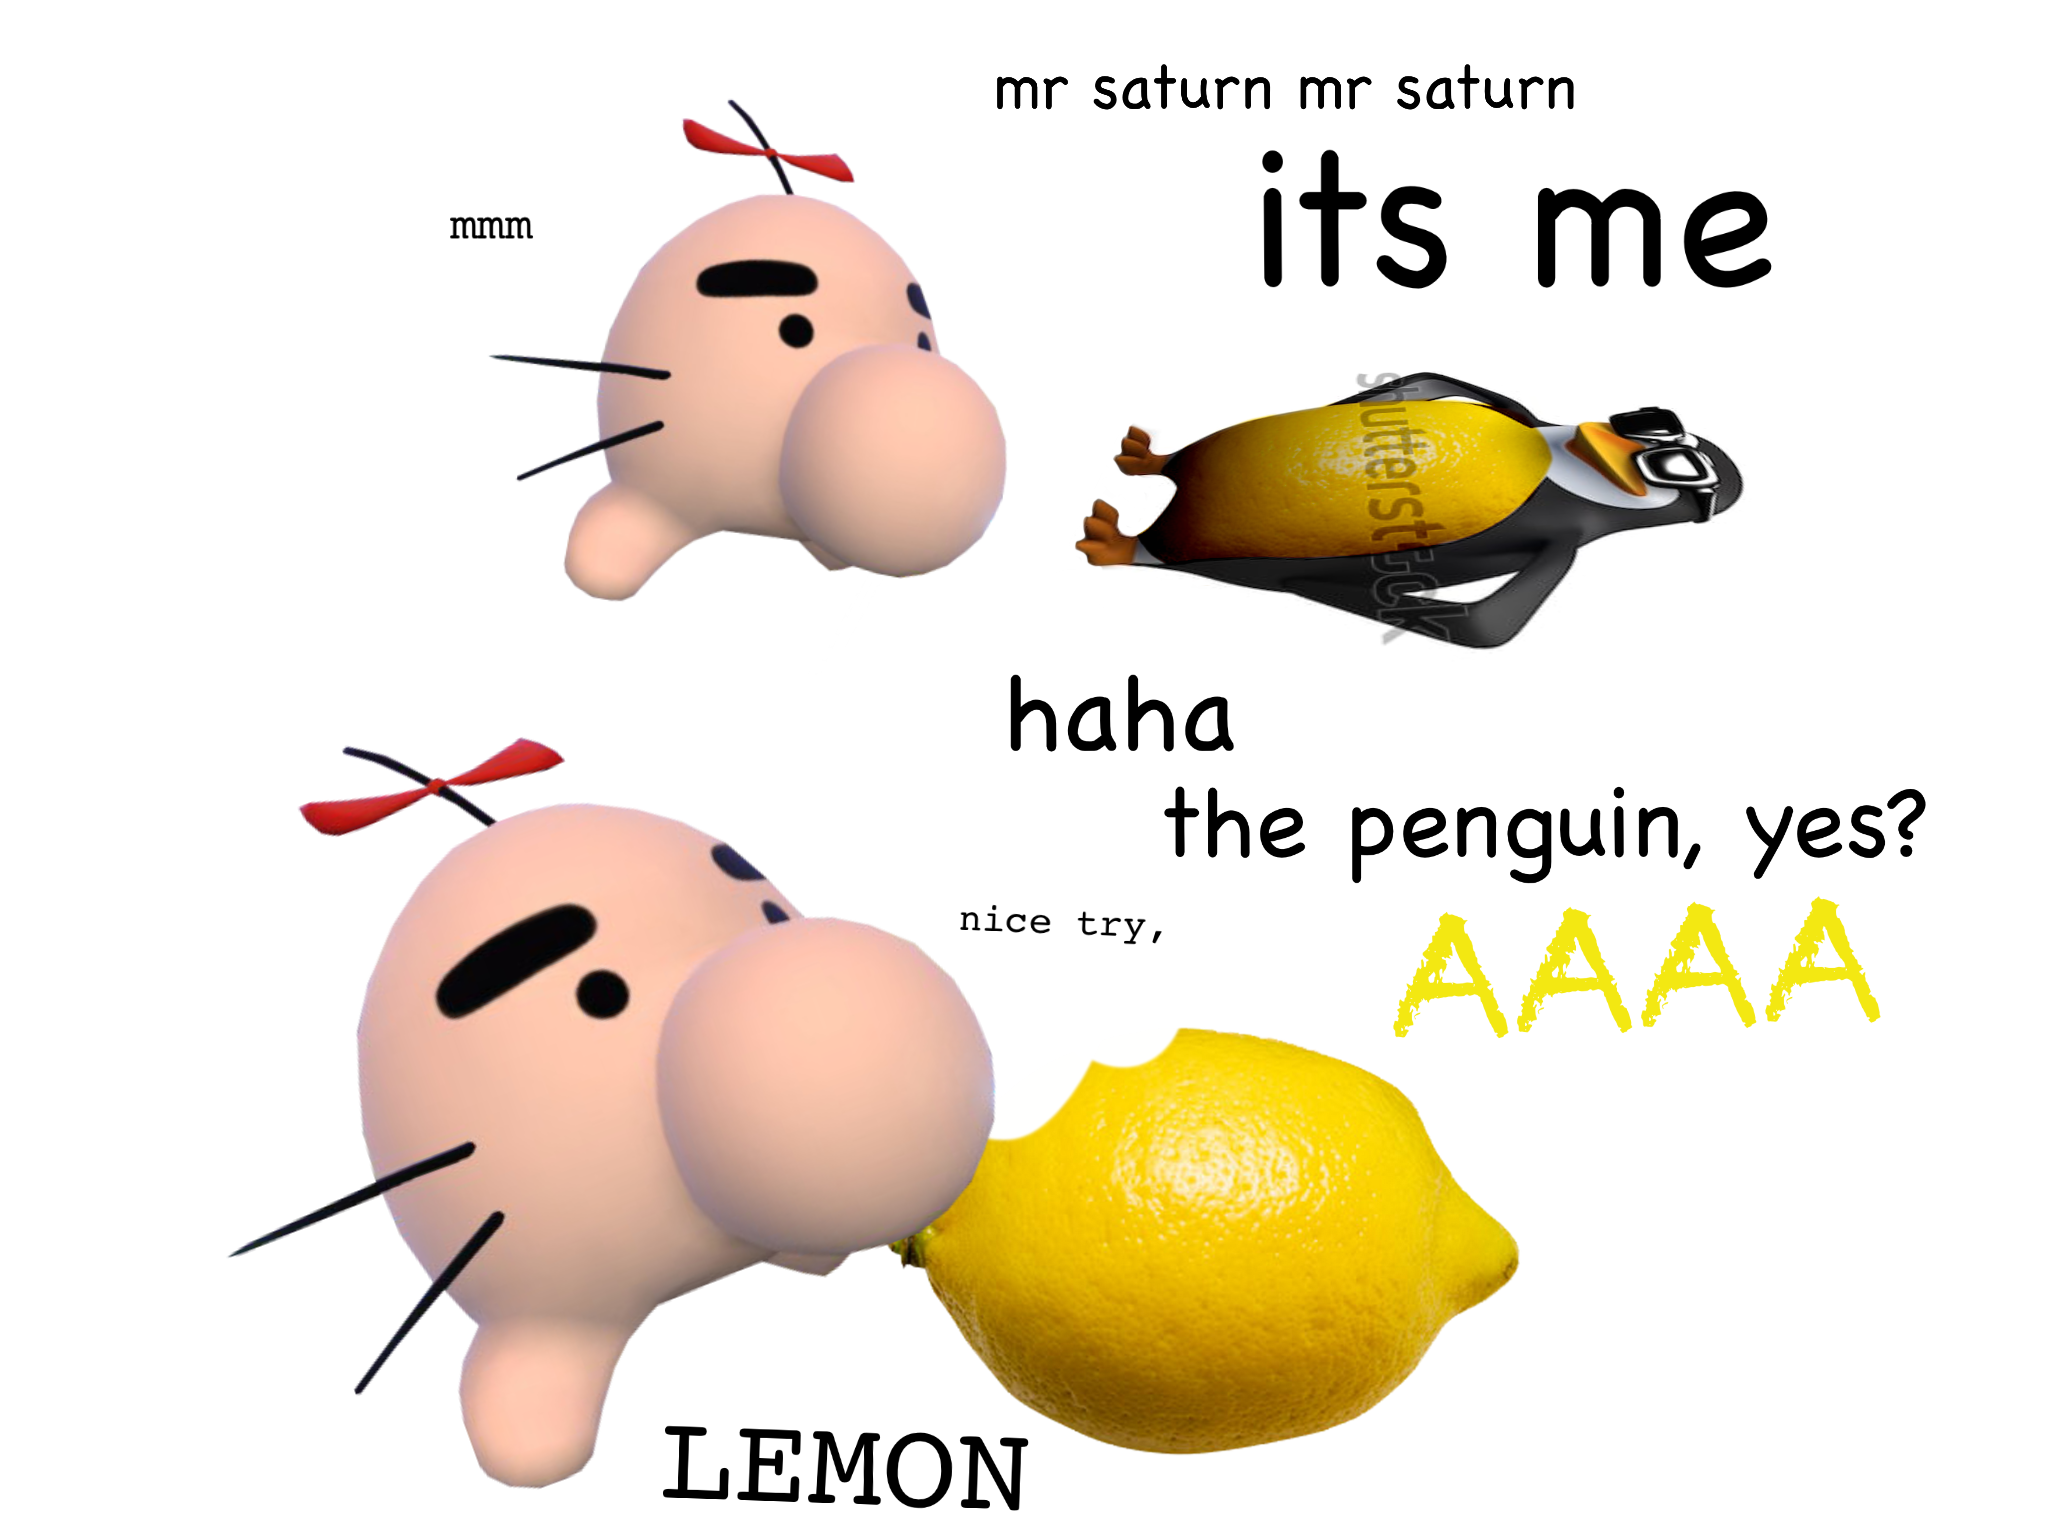 mr saturn mr saturn
its me
mmm
shutterstock
haha
the penguin, yes?
nice try,
AAAA
LEMON